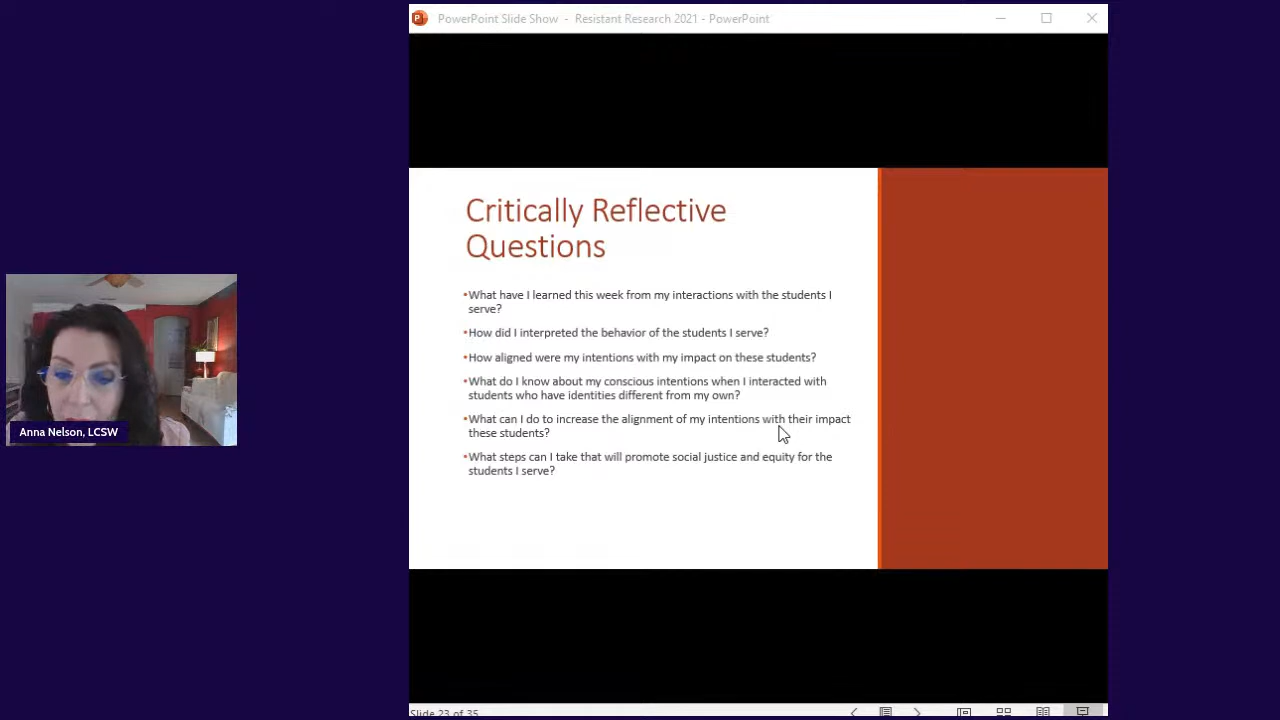 PowerPoint Slide Show - Resistant Research 2021 - PowerPoint
Critically Reflective
Questions
•What have I learned this week from my interactions with the students I
serve?
•How did I interpreted the behavior of the students I serve?
•How aligned were my intentions with my impact on these students?
•What do I know about my conscious intentions when I interacted with
students who have identities different from my own?
•What can I do to increase the alignment of my intentions with their impact
these students?
•What steps can I take that will promote social justice and equity for the
students I serve?
Anna Nelson, LCSW
Slide 23 of 35